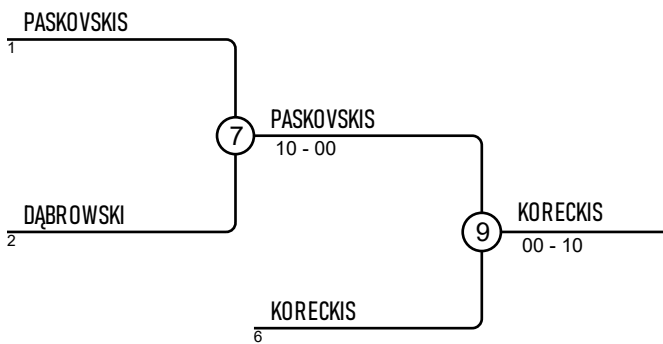 PASKOVSKIS
1
7
PASKOVSKIS
10 - 00
DĄBROWSKI
2
9
KORECKIS
00 - 10
KORECKIS
6